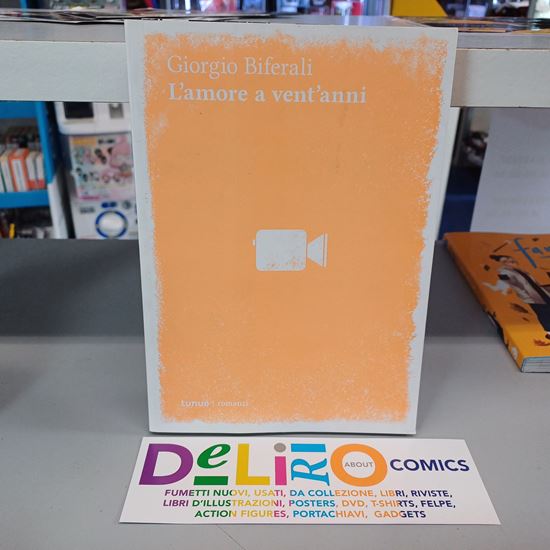 Giorgio Biferali
L'amore a vent'anni
tunué | romanzi
DeLiRiO ABOUT COMICS
FUMETTI NUOVI, USATI, DA COLLEZIONE, LIBRI, RIVISTE,
LIBRI D'ILLUSTRAZIONI, POSTERS, DVD, T-SHIRTS, FELPE,
ACTION FIGURES, PORTACHIAVI, GADGETS